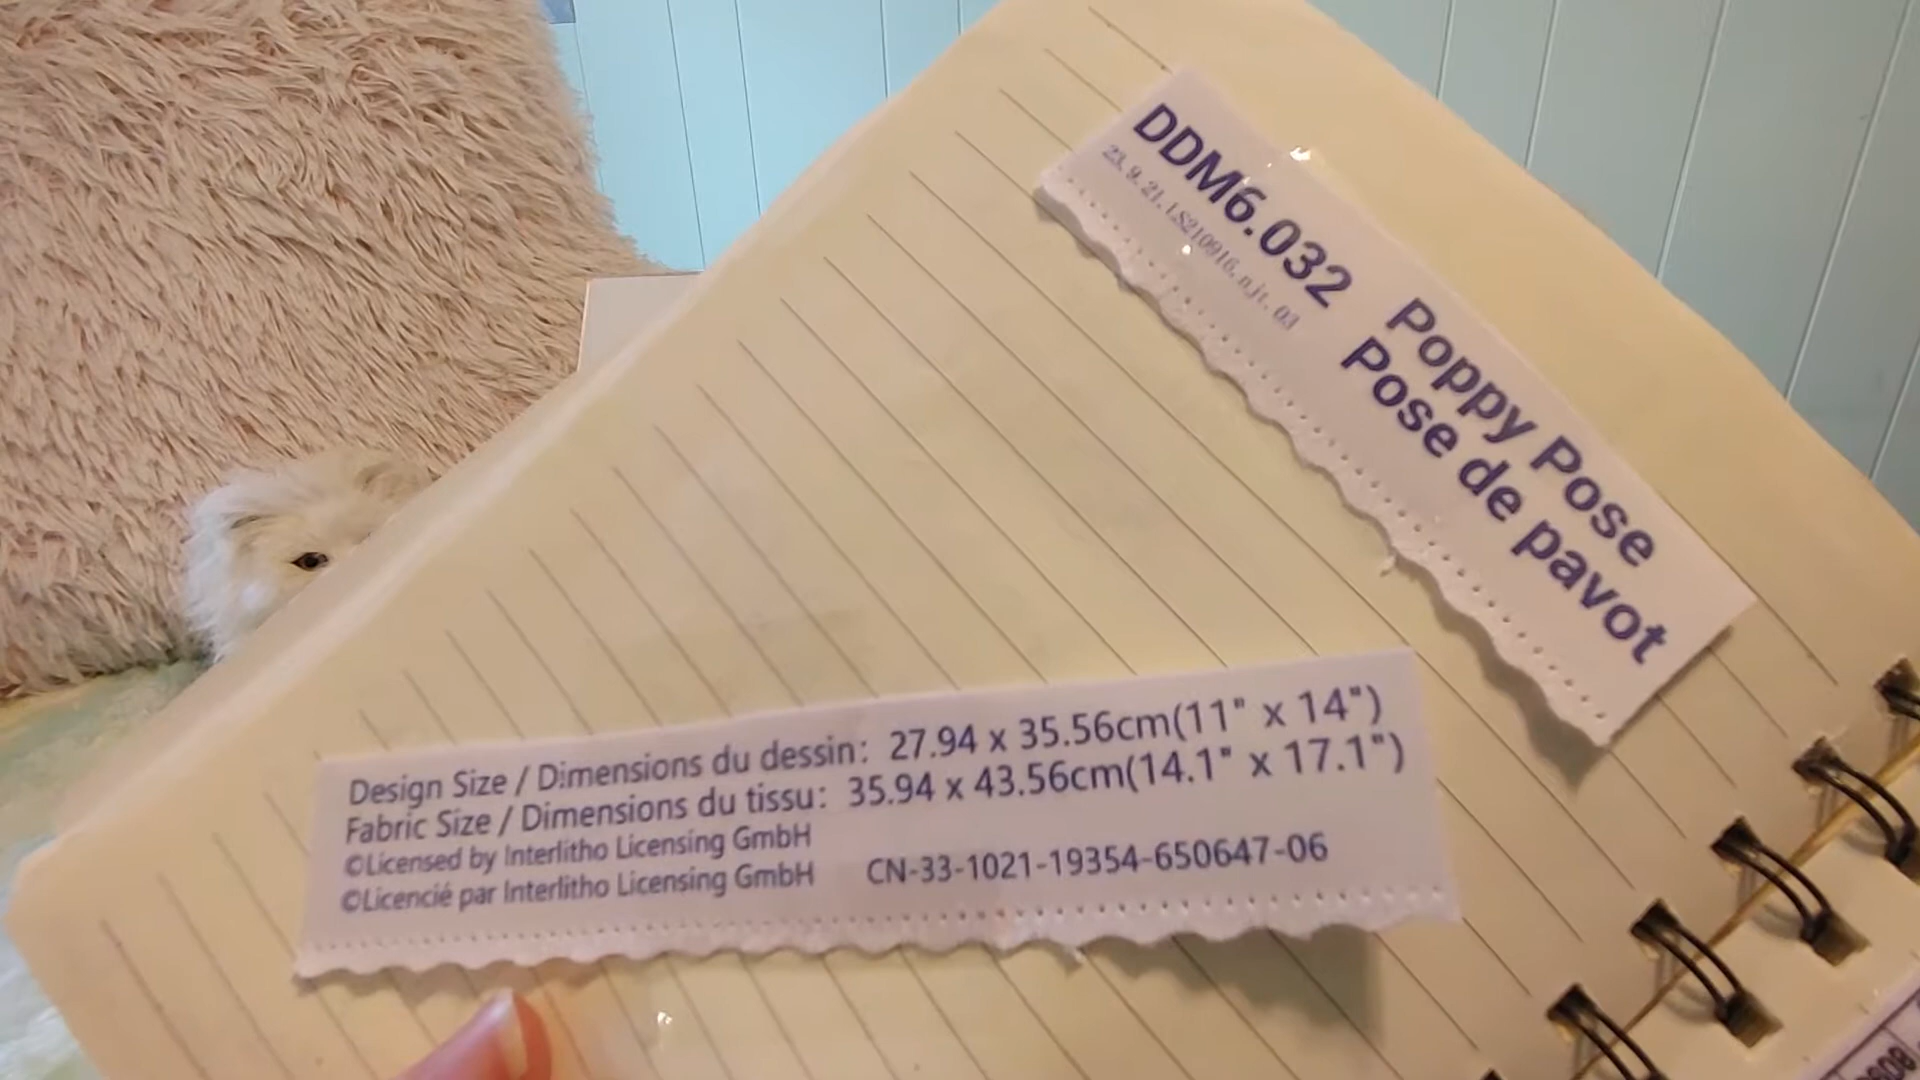 DDM6.032
Poppy Pose
Pose de pavot
Design Size / Dimensions du dessin: 27.94 x 35.56cm(11" x 14")
Fabric Size / Dimensions du tissu: 35.94 x 43.56cm(14.1" x 17.1")
©Licensed by Interlitho Licensing GmbH
©Licencié par Interlitho Licensing GmbH CN-33-1021-19354-650647-06